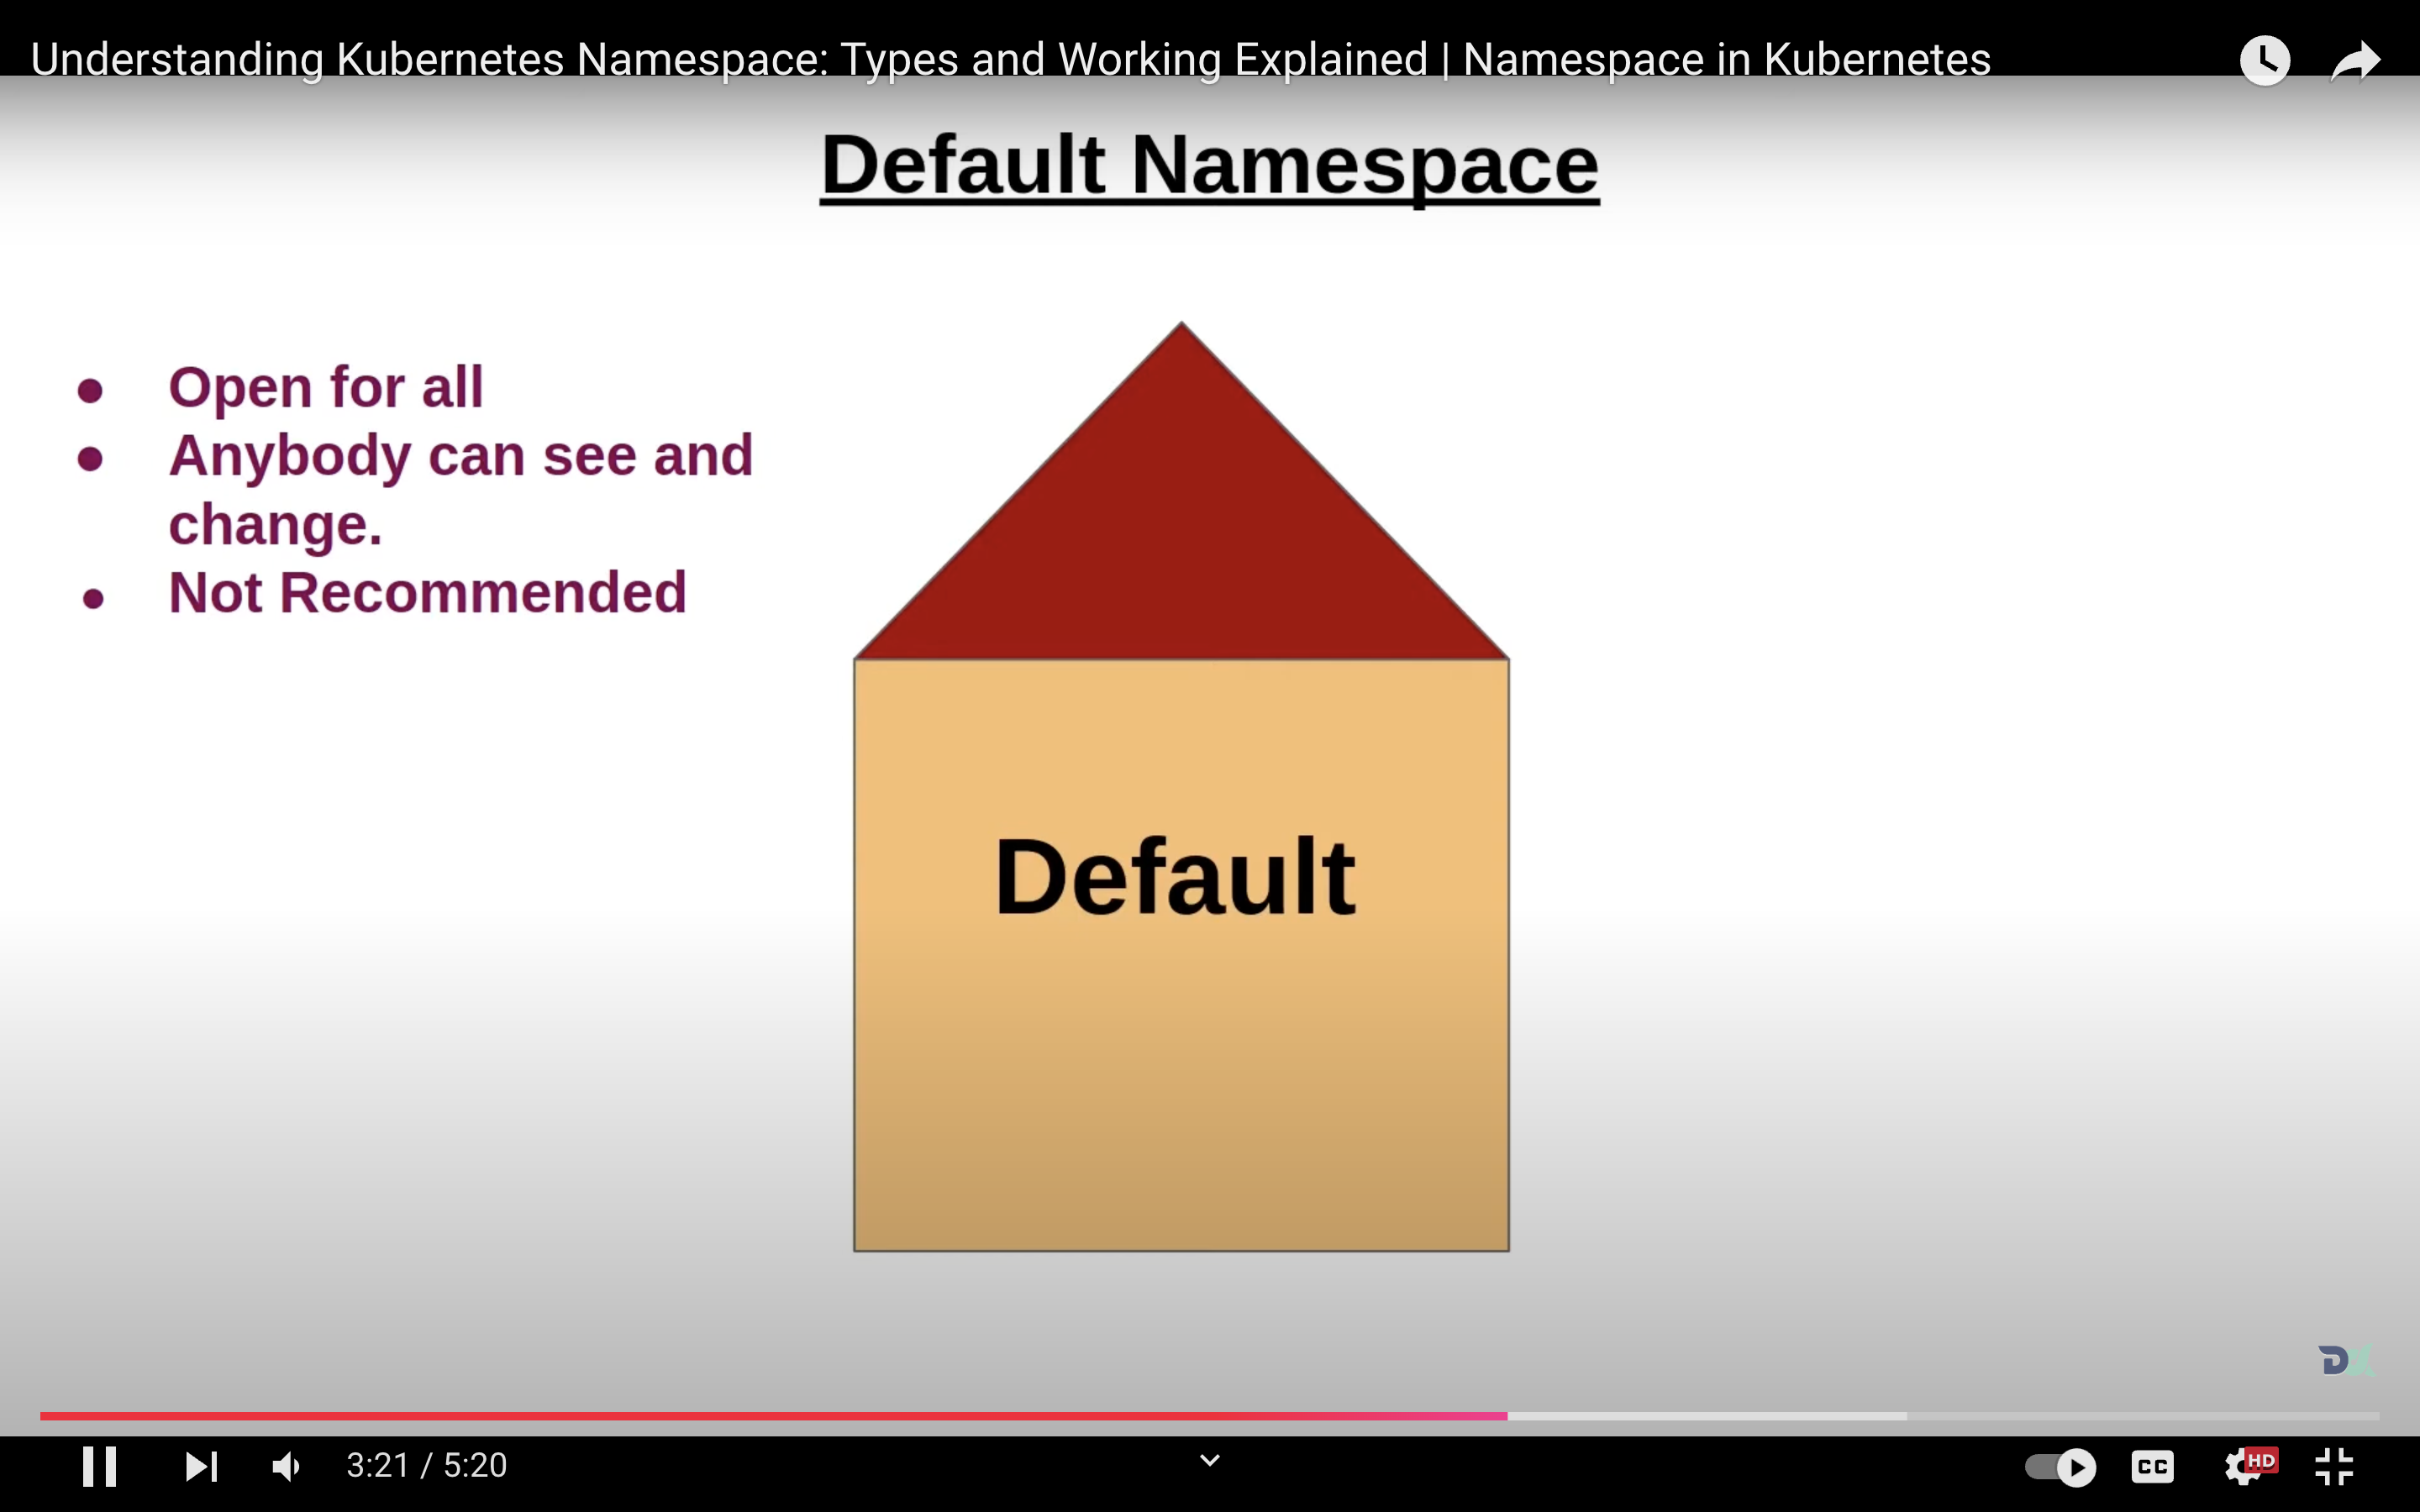 Understanding Kubernetes Namespace: Types and Working Explained | Namespace in Kubernetes
Default Namespace
Open for all
Anybody can see and
change.
Not Recommended
Default
DX
3:21 / 5:20
CC
HD